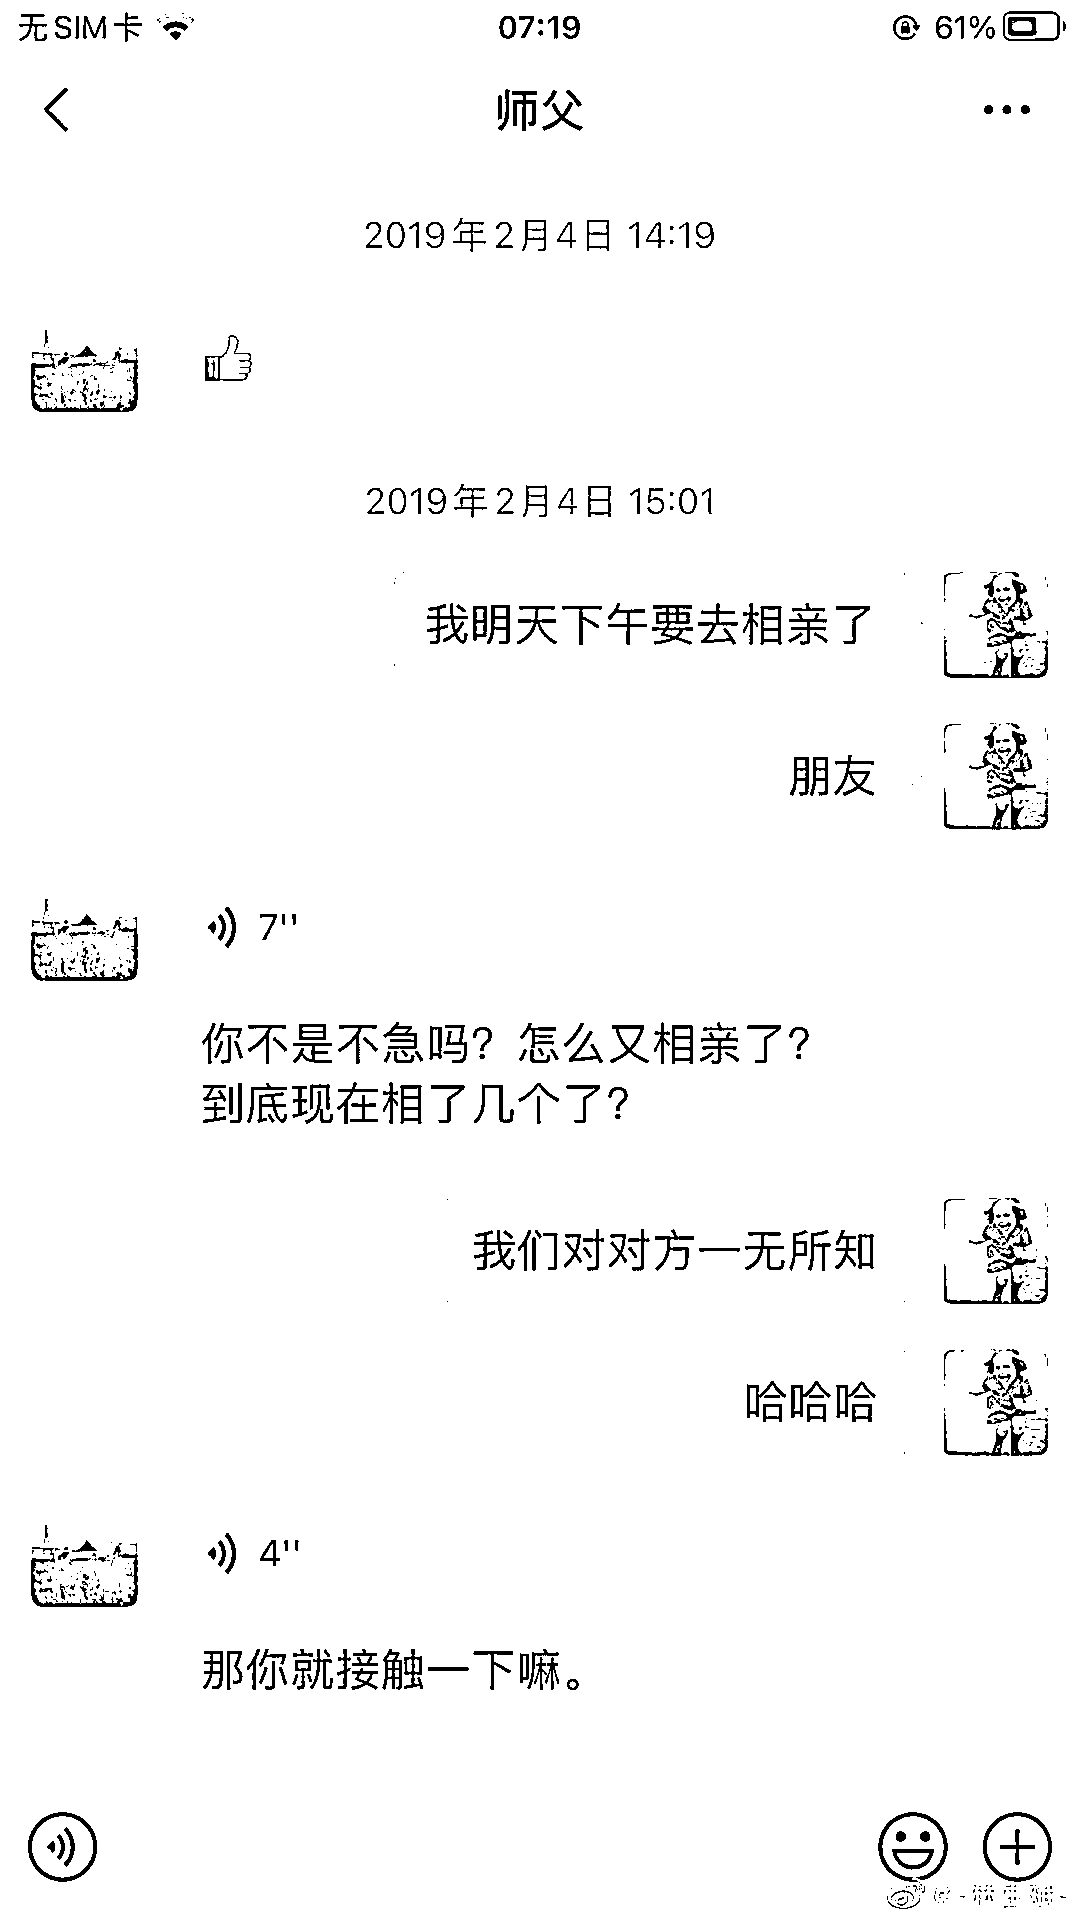 无SIM卡 07:19 61%
师父
2019年2月4日 14:19
2019年2月4日 15:01
我明天下午要去相亲了
朋友
7''
你不是不急吗？怎么又相亲了？
到底现在相了几个了？
我们对对方一无所知
哈哈哈
4''
那你就接触一下嘛。